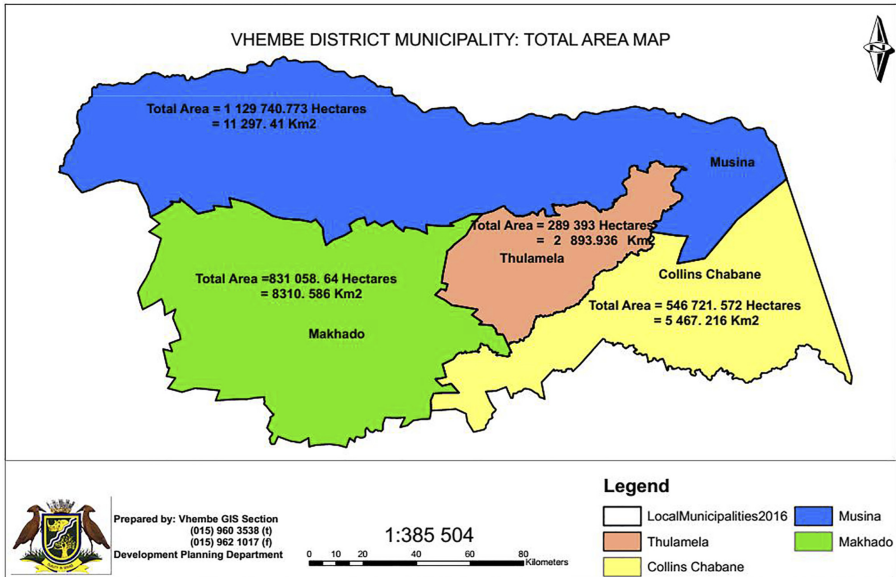 VHEMBE DISTRICT MUNICIPALITY: TOTAL AREA MAP
Total Area = 1 129 740.773 Hectares
= 11 297. 41 Km2
Musina
Total Area = 289 393 Hectares
= 2 893.936 Km2
Thulamela
Collins Chabane
Total Area =831 058. 64 Hectares
= 8310. 586 Km2
Total Area = 546 721. 572 Hectares
= 5 467. 216 Km2
Makhado
Prepared by: Vhembe GIS Section
(015) 960 3538 (t)
(015) 962 1017 (f)
Development Planning Department
1:385 504
0 5 10 20 30 40 60 80
Kilometers
Legend
LocalMunicipalities2016
Musina
Thulamela
Makhado
Collins Chabane